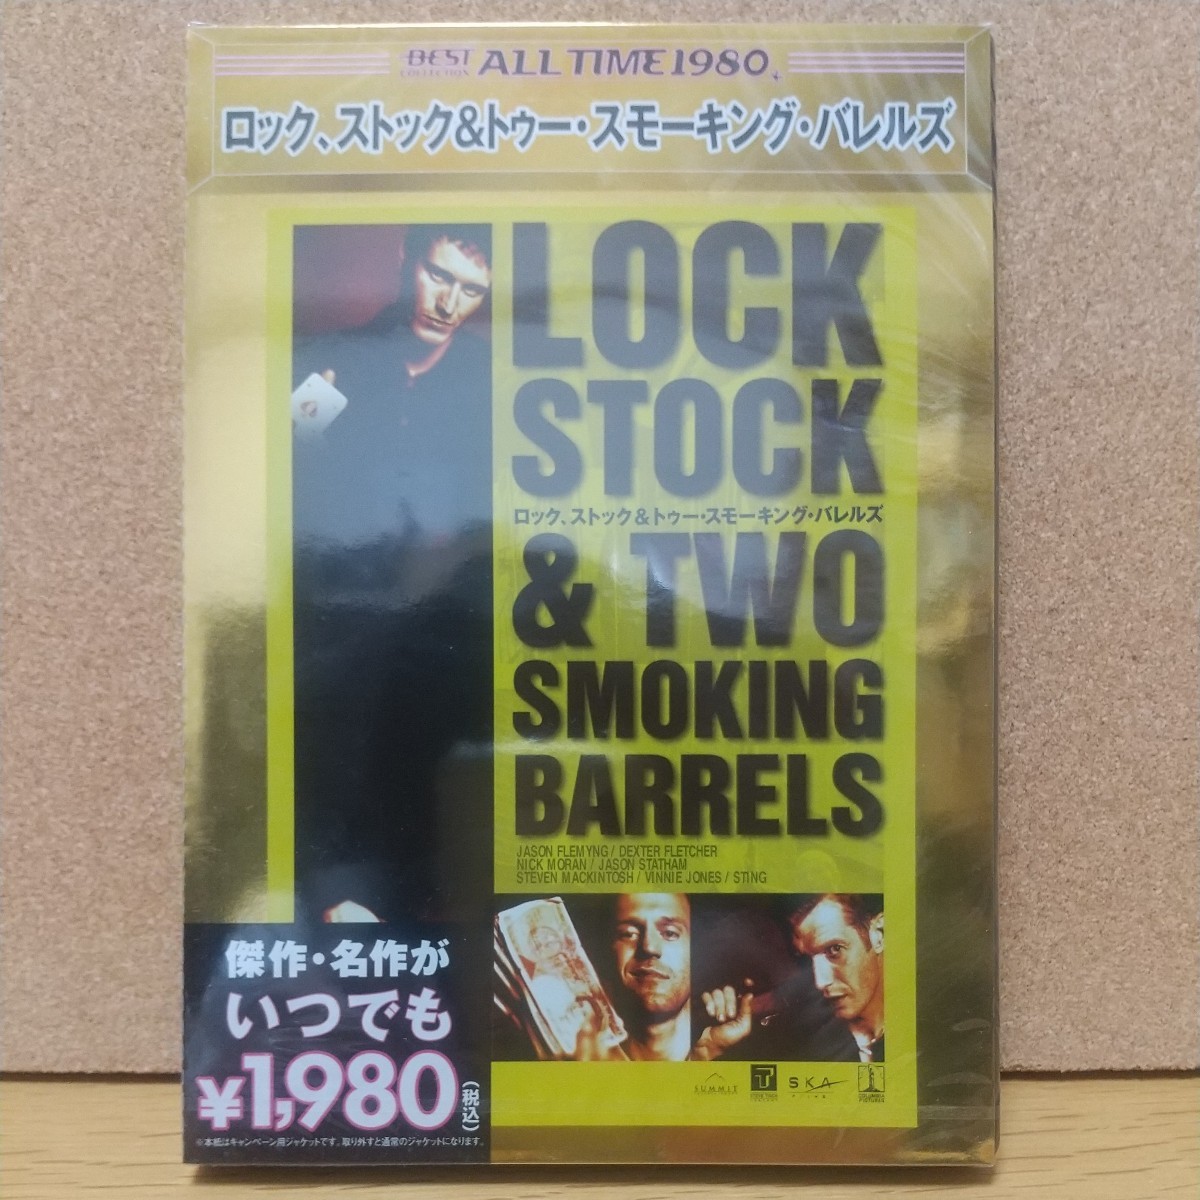 BEST COLLECTION ALL TIME 1980
ロック、ストック&トゥー・スモーキング・バレルズ
LOCK
STOCK
ロック、ストック&トゥー・スモーキング・バレルズ
& TWO
SMOKING
BARRELS
JASON FLEMYNG / DEXTER FLETCHER
NICK MORAN / JASON STATHAM
STEVEN MACKINTOSH / VINNIE JONES / STING
傑作・名作が
いつでも
¥1,980(税込)
※本紙はキャンペーン用ジャケットです。取り外すと通常のジャケットになります。
SUMMIT
SKA
FILMS
COLUMBIA
PICTURES